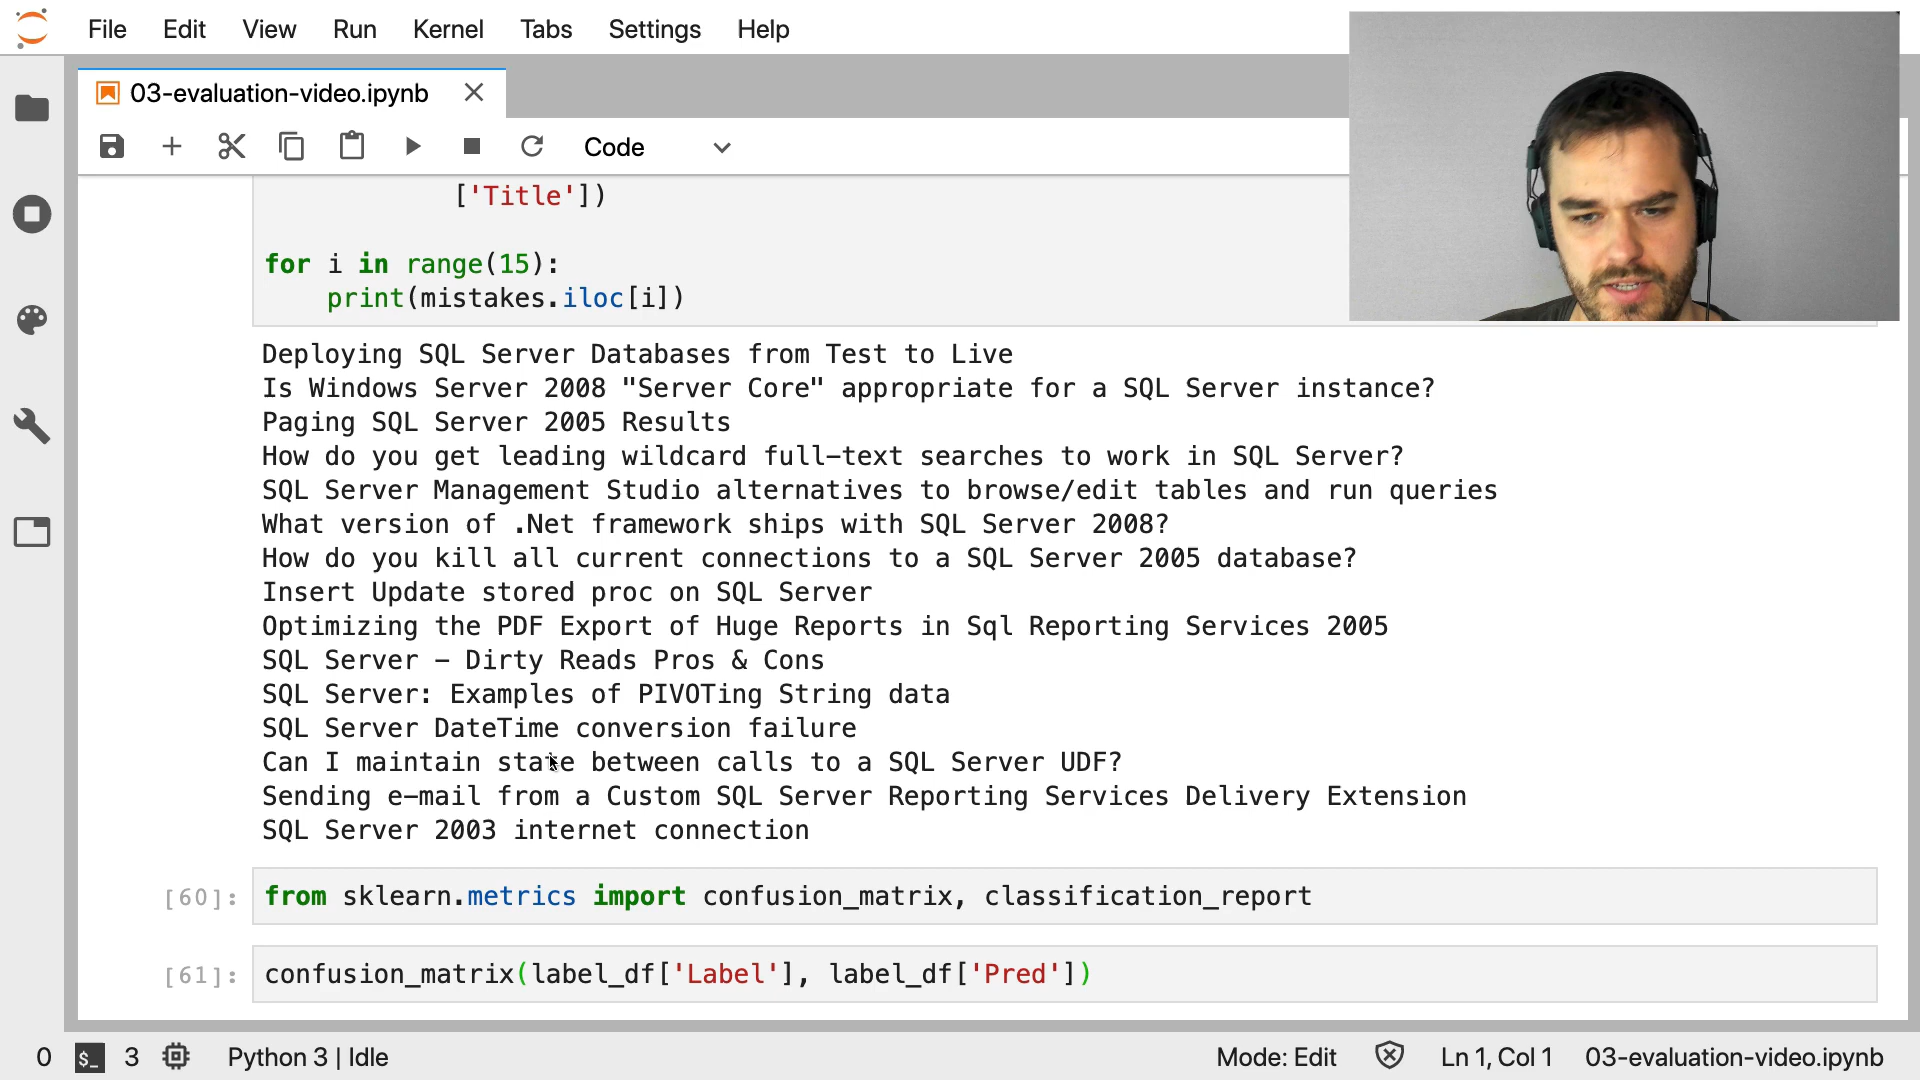 File Edit View Run Kernel Tabs Settings Help
03-evaluation-video.ipynb
Code
['Title'])
for i in range(15):
print(mistakes.iloc[i])
Deploying SQL Server Databases from Test to Live
Is Windows Server 2008 "Server Core" appropriate for a SQL Server instance?
Paging SQL Server 2005 Results
How do you get leading wildcard full-text searches to work in SQL Server?
SQL Server Management Studio alternatives to browse/edit tables and run queries
What version of .Net framework ships with SQL Server 2008?
How do you kill all current connections to a SQL Server 2005 database?
Insert Update stored proc on SQL Server
Optimizing the PDF Export of Huge Reports in Sql Reporting Services 2005
SQL Server - Dirty Reads Pros & Cons
SQL Server: Examples of PIVOTing String data
SQL Server DateTime conversion failure
Can I maintain state between calls to a SQL Server UDF?
Sending e-mail from a Custom SQL Server Reporting Services Delivery Extension
SQL Server 2003 internet connection
[60]: from sklearn.metrics import confusion_matrix, classification_report
[61]: confusion_matrix(label_df['Label'], label_df['Pred'])
0 $_ 3 Python 3 | Idle Mode: Edit Ln 1, Col 1 03-evaluation-video.ipynb